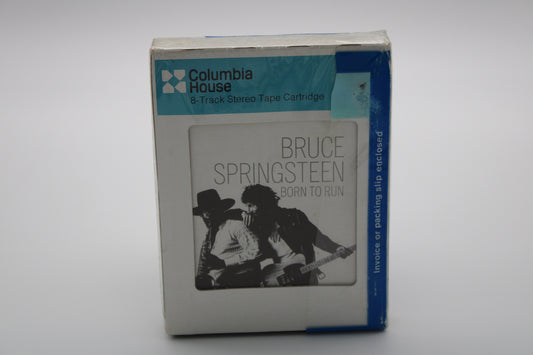 Columbia
House
8-Track Stereo Tape Cartridge
BRUCE
SPRINGSTEEN
BORN TO RUN
Invoice or packing slip enclosed